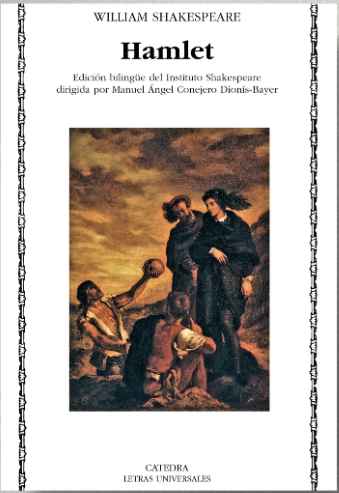 WILLIAM SHAKESPEARE
Hamlet
Edición bilingüe del Instituto Shakespeare
dirigida por Manuel Ángel Conejero Dionís-Bayer
CATEDRA
LETRAS UNIVERSALES